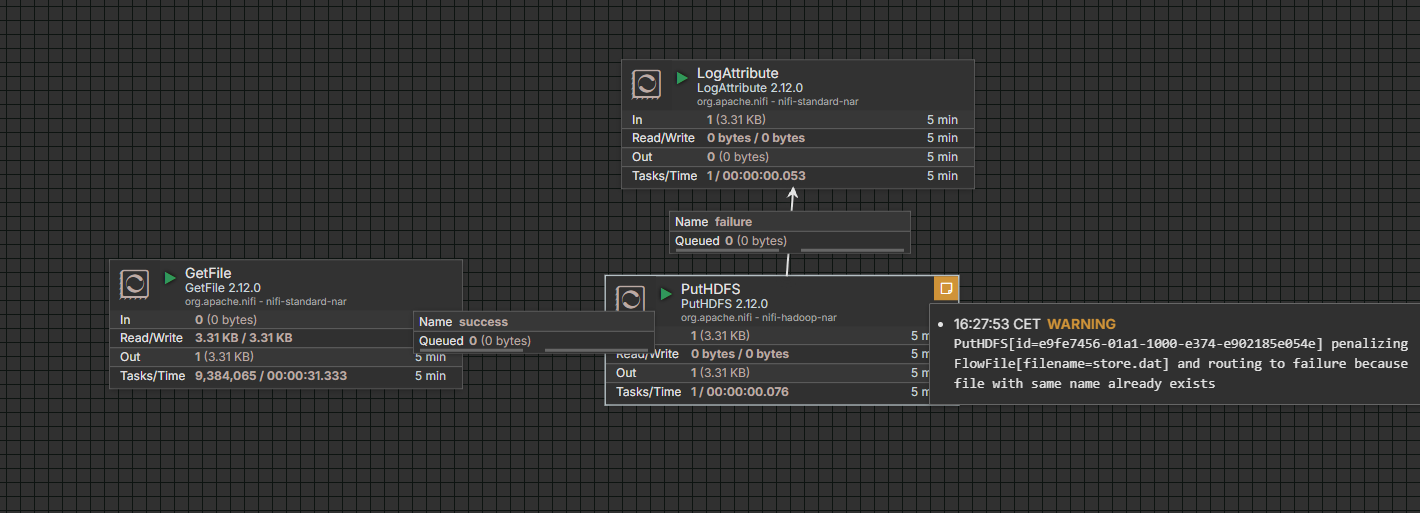 LogAttribute
LogAttribute 2.12.0
org.apache.nifi - nifi-standard-nar
In 1 (3.31 KB) 5 min
Read/Write 0 bytes / 0 bytes 5 min
Out 0 (0 bytes) 5 min
Tasks/Time 1 / 00:00:00.053 5 min
Name failure
Queued 0 (0 bytes)
GetFile
GetFile 2.12.0
org.apache.nifi - nifi-standard-nar
In 0 (0 bytes)
Read/Write 3.31 KB / 3.31 KB
Out 1 (3.31 KB) 5 min
Tasks/Time 9,384,065 / 00:00:31.333 5 min
Name success
Queued 0 (0 bytes)
PutHDFS
PutHDFS 2.12.0
org.apache.nifi - nifi-hadoop-nar
1 (3.31 KB) 5
Read/Write 0 bytes / 0 bytes 5
Out 1 (3.31 KB) 5
Tasks/Time 1 / 00:00:00.076 5
• 16:27:53 CET WARNING
PutHDFS[id=e9fe7456-01a1-1000-e374-e902185e054e] penalizing
FlowFile[filename=store.dat] and routing to failure because
file with same name already exists